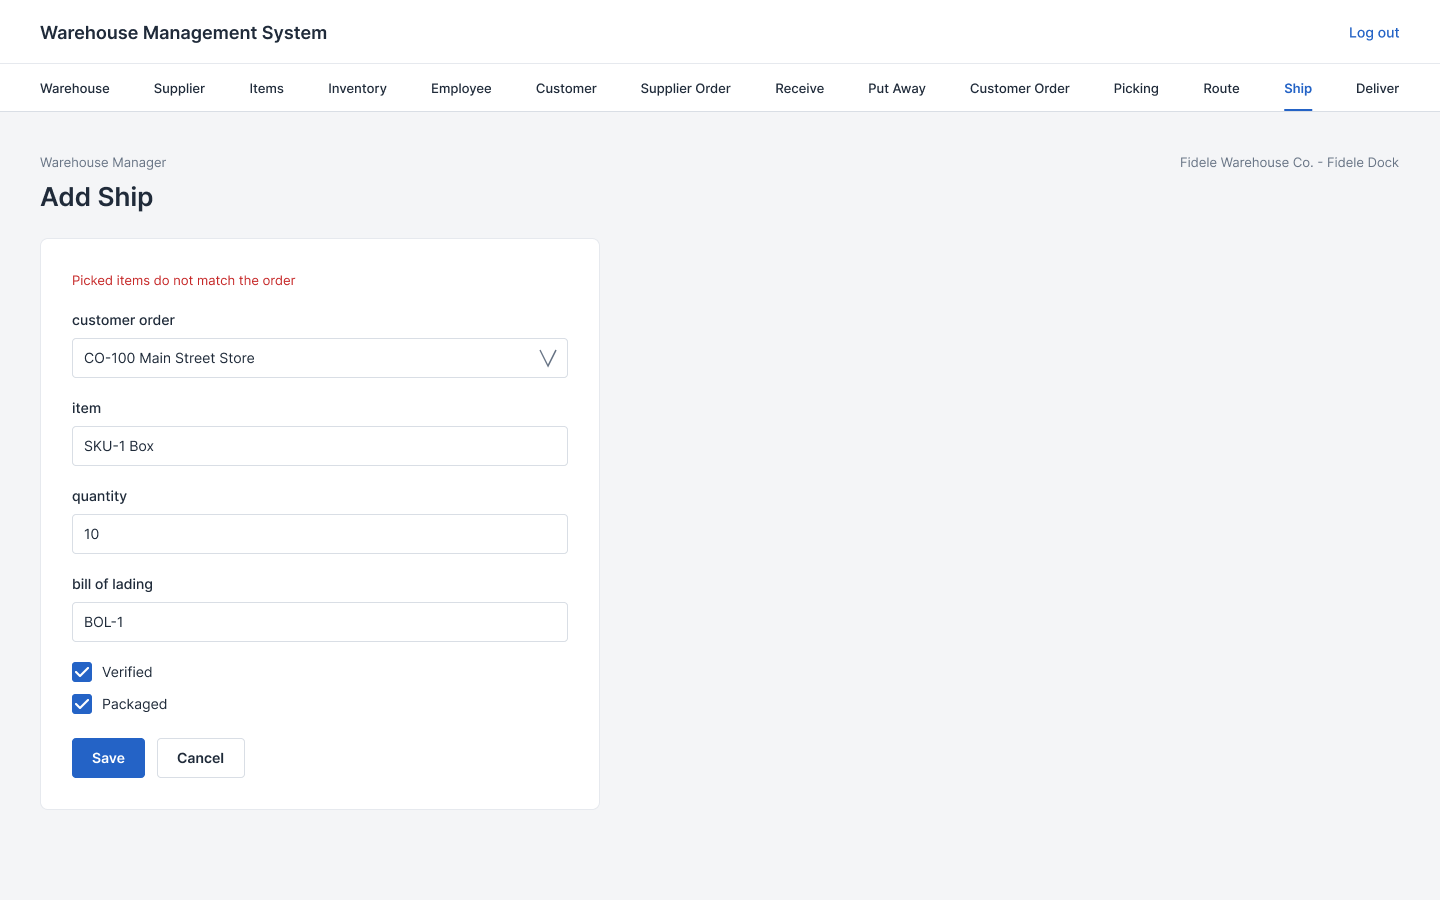 Warehouse Management System
Log out
Warehouse Supplier Items Inventory Employee Customer Supplier Order Receive Put Away Customer Order Picking Route Ship Deliver
Warehouse Manager
Fidele Warehouse Co. - Fidele Dock
Add Ship
Picked items do not match the order
customer order
CO-100 Main Street Store
item
SKU-1 Box
quantity
10
bill of lading
BOL-1
Verified
Packaged
Save Cancel